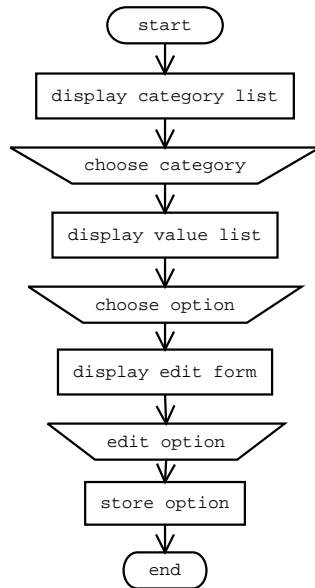 start
display category list
choose category
display value list
choose option
display edit form
edit option
store option
end